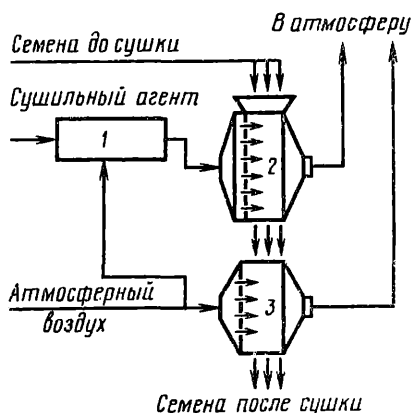 В атмосферу
Семена до сушки
Сушильный агент
1
2
Атмосферный
воздух
3
Семена после сушки